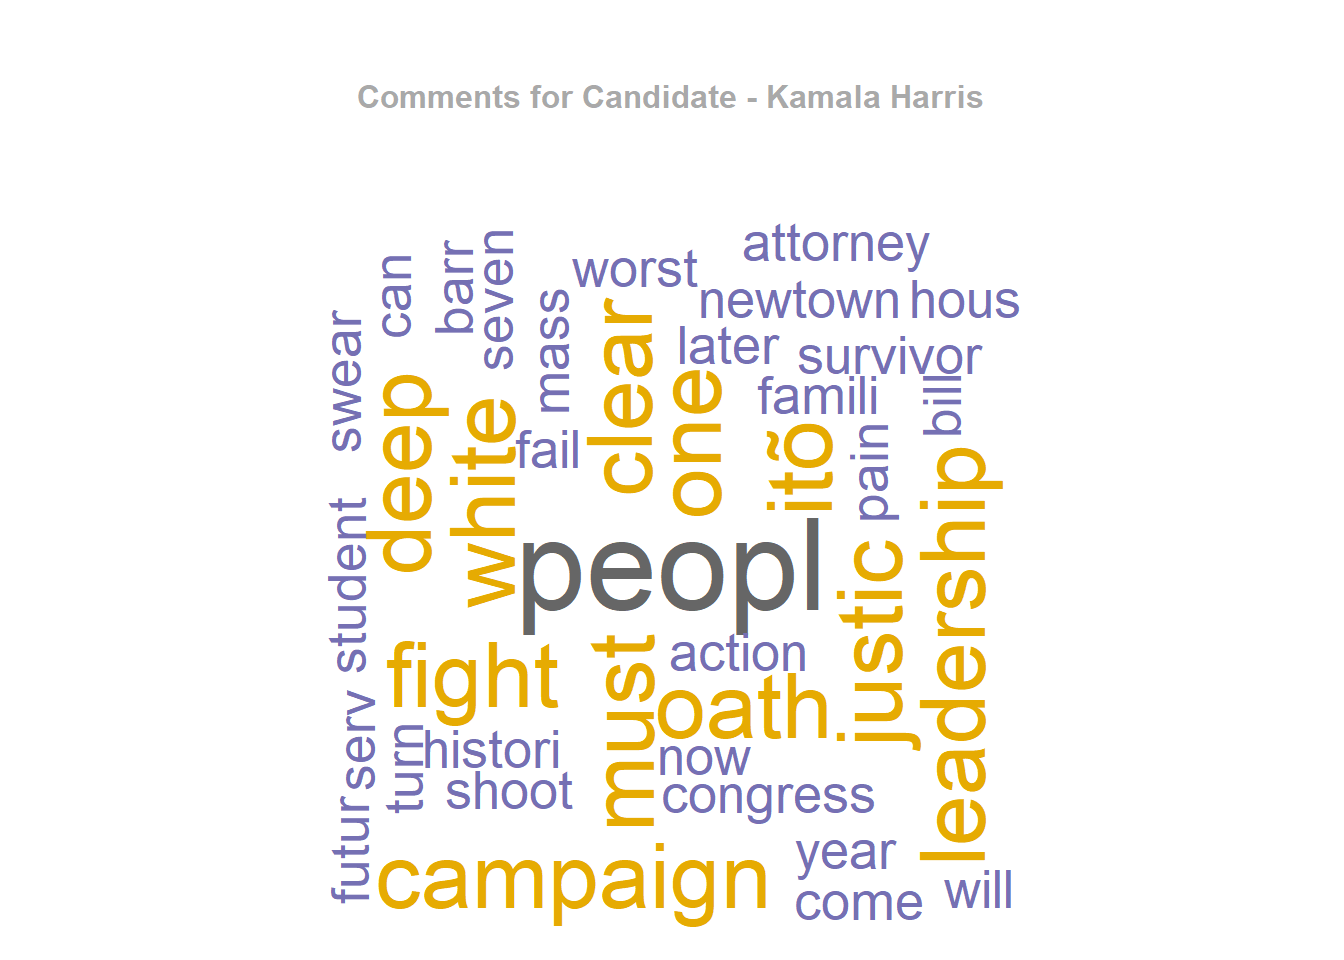 Comments for Candidate - Kamala Harris
attorney
worst
can
barr
seven
newtown
hous
mass
clear
later
survivor
swear
one
famili
deep
white
fail
itõ
pain
bill
peopl
student
justic
leadership
fight
must
action
oath
serv
turn
histori
now
shoot
congress
futur
campaign
year
come
will